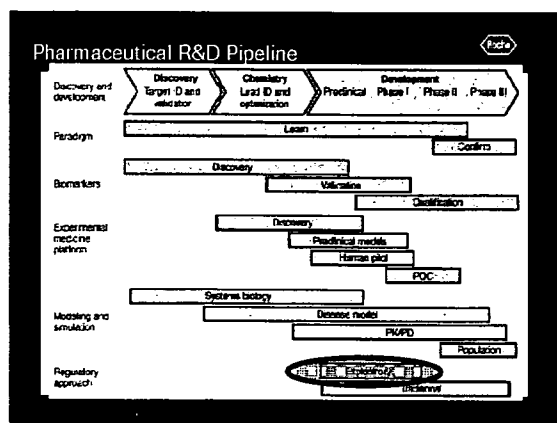 Pharmaceutical R&D Pipeline
Roche
Discovery and
development
Discovery
Target ID and
validation
Chemistry
Lead ID and
optimization
Development
Preclinical Phase I Phase II Phase III
Paradigm
Learn
Confirm
Biomarkers
Discovery
Validation
Qualification
Experimental
medicine
platform
Discovery
Preclinical models
Human pilot
POC
Modeling and
simulation
Systems biology
Disease model
PK/PD
Population
Regulatory
approach